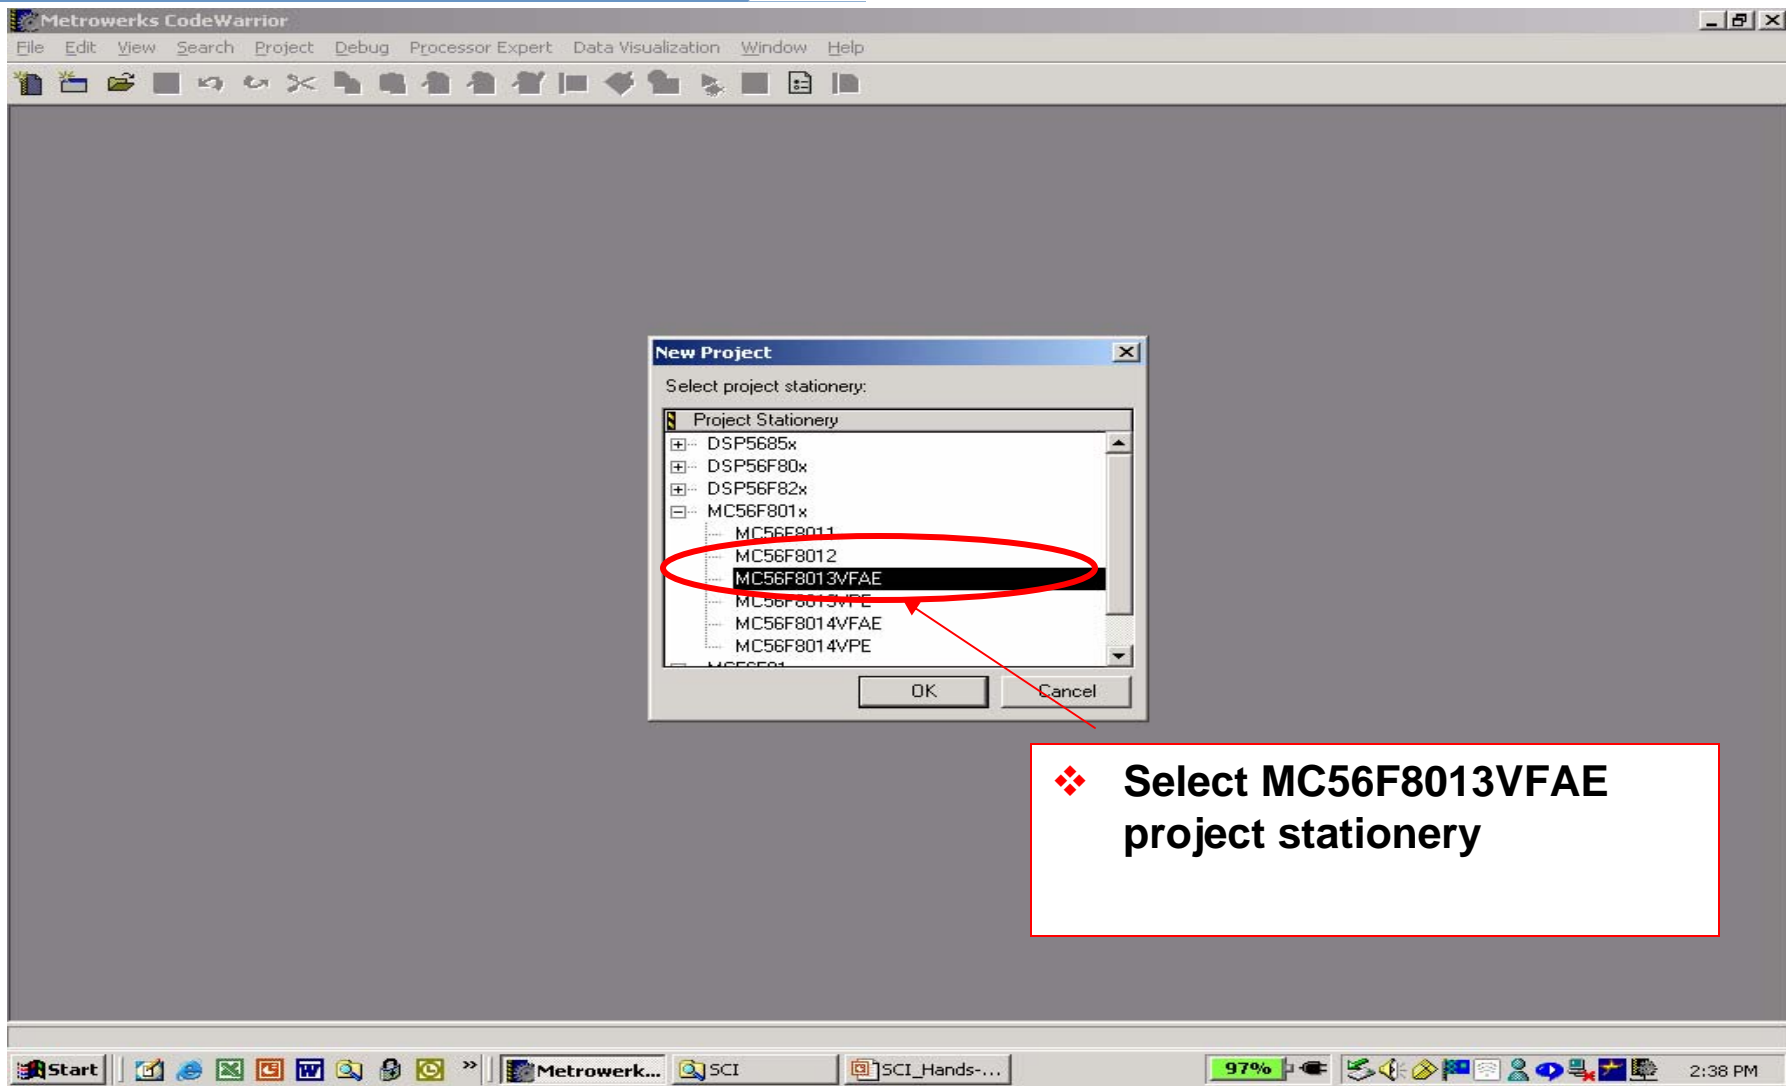 Metrowerks CodeWarrior
File Edit View Search Project Debug Processor Expert Data Visualization Window Help
New Project
Select project stationery:
Project Stationery
DSP5685x
DSP56F80x
DSP56F82x
MC56F801x
MC56F8011
MC56F8012
MC56F8013VFAE
MC56F8013VPE
MC56F8014VFAE
MC56F8014VPE
OK Cancel
Select MC56F8013VFAE
project stationery
Start » Metrowerk... SCI SCI_Hands-... 97% 2:38 PM